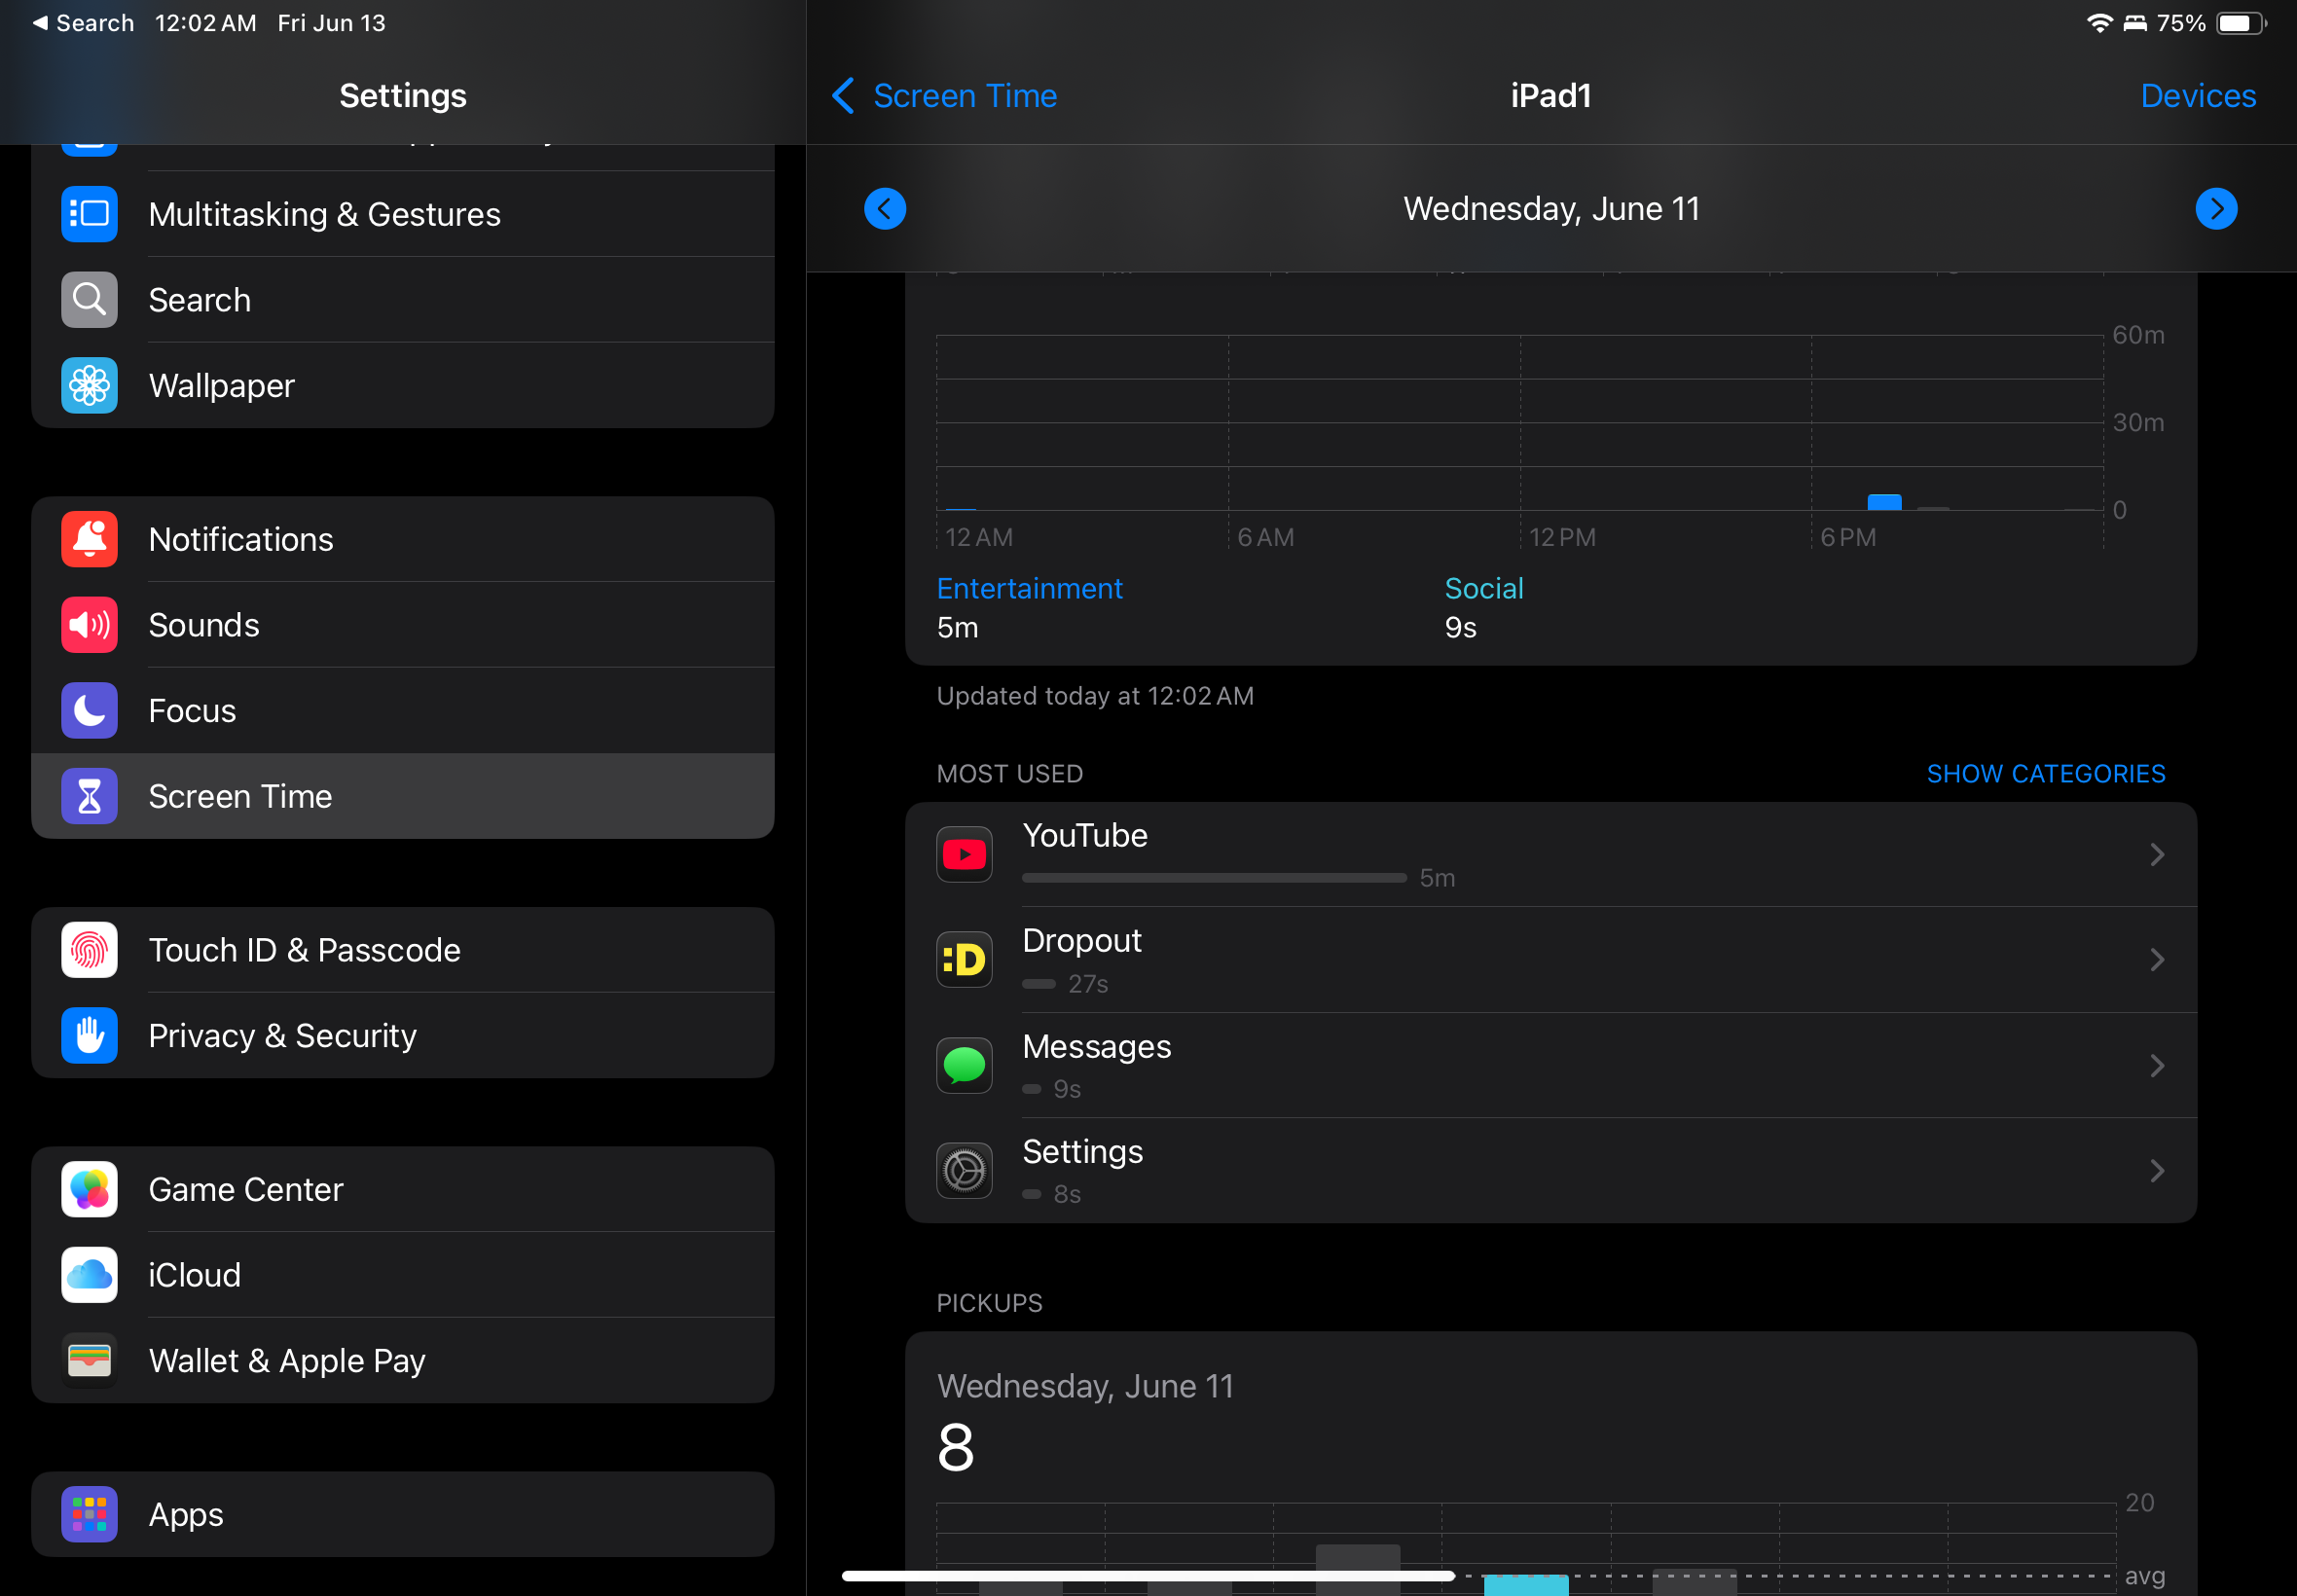 Search 12:02 AM Fri Jun 13
75%
Settings
Multitasking & Gestures
Search
Wallpaper
Notifications
Sounds
Focus
Screen Time
Touch ID & Passcode
Privacy & Security
Game Center
iCloud
Wallet & Apple Pay
Apps
Screen Time
iPad1
Devices
Wednesday, June 11
60m
30m
0
12 AM 6 AM 12 PM 6 PM
Entertainment Social
5m 9s
Updated today at 12:02 AM
MOST USED SHOW CATEGORIES
YouTube
5m
:D Dropout
27s
Messages
9s
Settings
8s
PICKUPS
Wednesday, June 11
8
20
avg